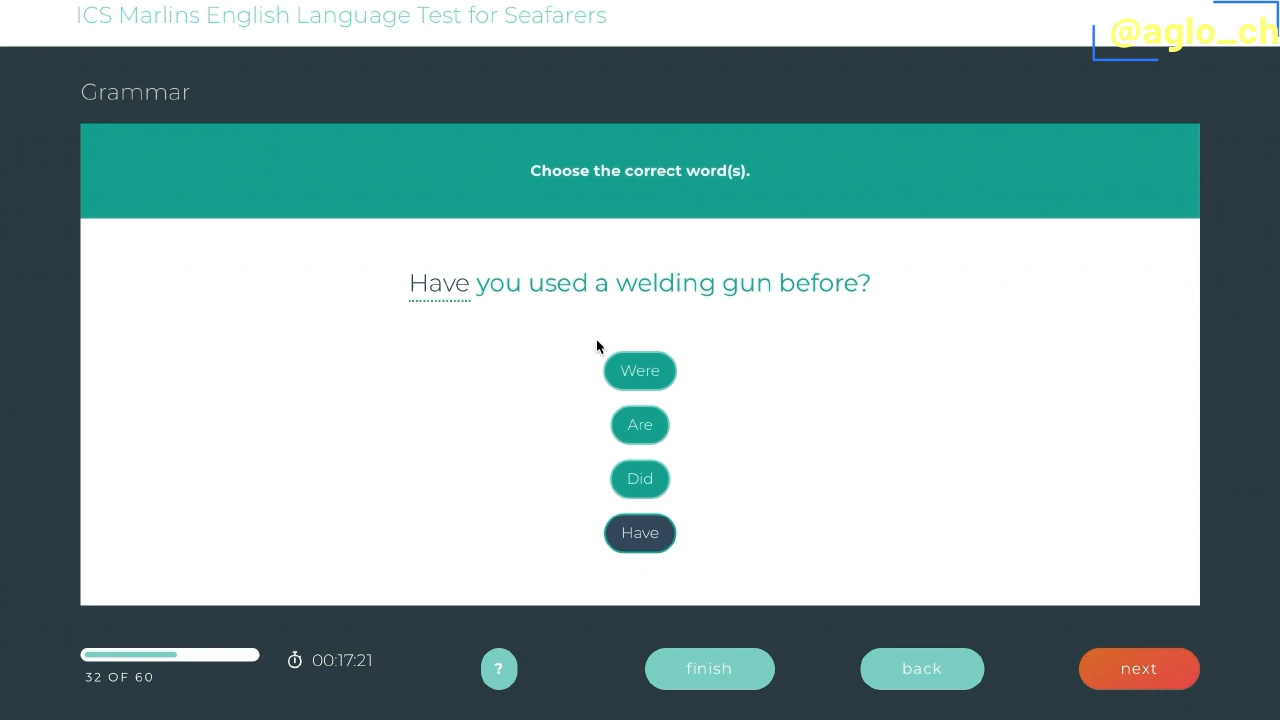 ICS Marlins English Language Test for Seafarers
@aglo_ch
Grammar
Choose the correct word(s).
Have you used a welding gun before?
Were
Are
Did
Have
32 OF 60
00:17:21
?
finish
back
next